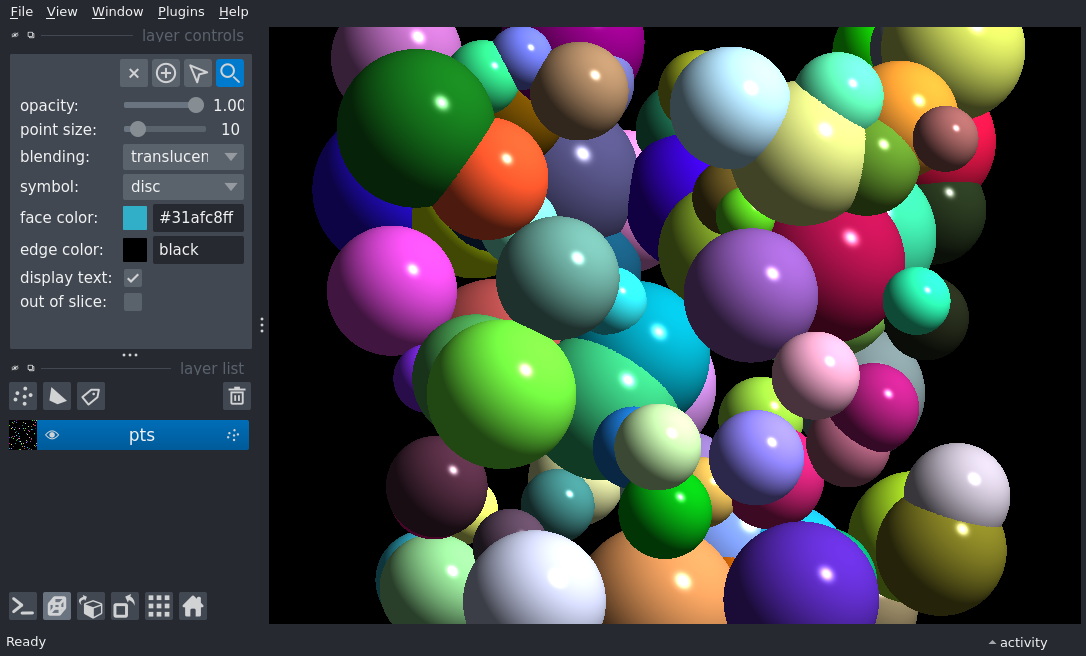 File View Window Plugins Help
layer controls
opacity: 1.00
point size: 10
blending: translucen
symbol: disc
face color: #31afc8ff
edge color: black
display text:
out of slice:
layer list
pts
Ready
activity